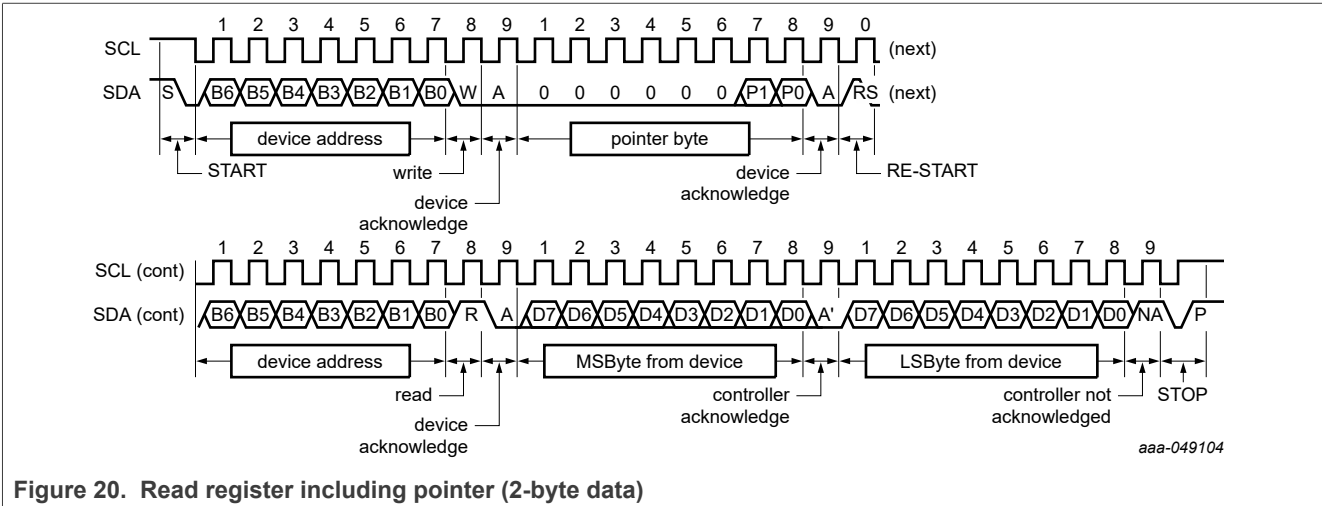 1 2 3 4 5 6 7 8 9 1 2 3 4 5 6 7 8 9 0
SCL (next)
SDA S B6 B5 B4 B3 B2 B1 B0 W A 0 0 0 0 0 0 P1 P0 A RS (next)
device address pointer byte
START write device RE-START
acknowledge
device
acknowledge
1 2 3 4 5 6 7 8 9 1 2 3 4 5 6 7 8 9 1 2 3 4 5 6 7 8 9
SCL (cont)
SDA (cont) B6 B5 B4 B3 B2 B1 B0 R A D7 D6 D5 D4 D3 D2 D1 D0 A' D7 D6 D5 D4 D3 D2 D1 D0 NA P
device address MSByte from device LSByte from device
read controller controller not STOP
acknowledge acknowledged
device
acknowledge
aaa-049104
Figure 20. Read register including pointer (2-byte data)